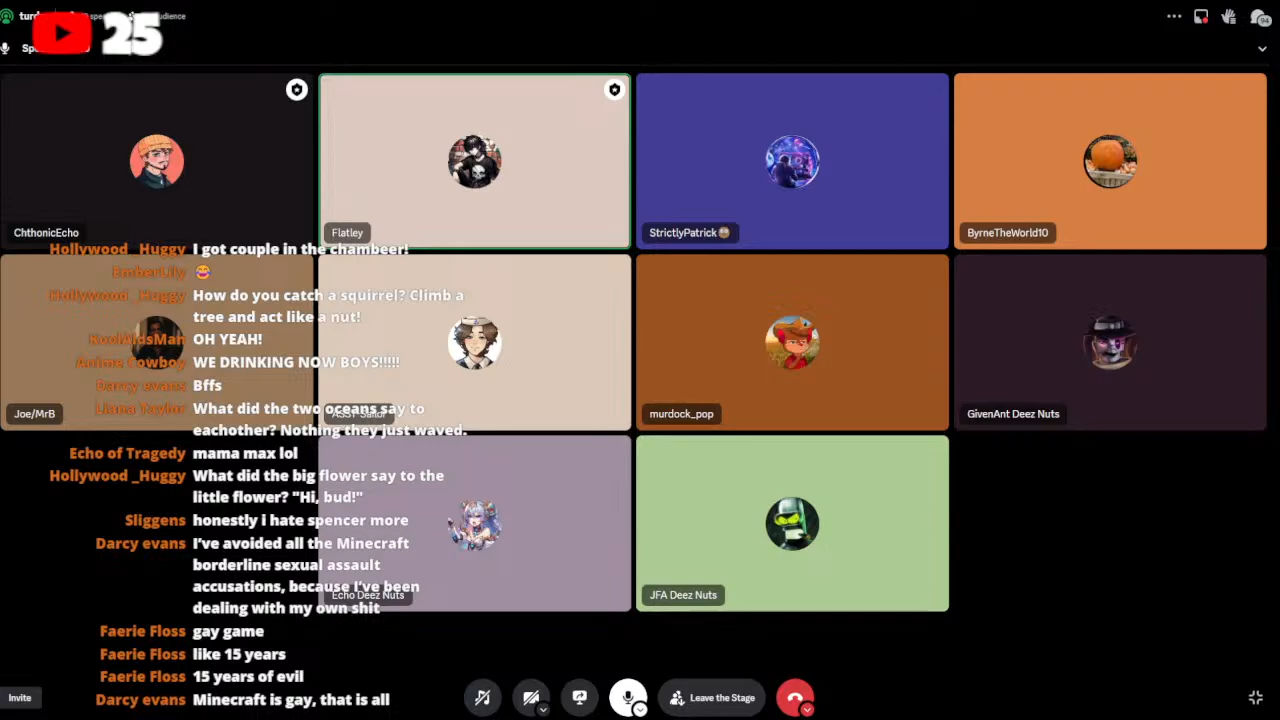 25
94
ChthonicEcho
Flatley
StrictlyPatrick
ByrneTheWorld10
Hollywood _Huggy I got couple in the chambeer!
EmberLily
Hollywood _Huggy How do you catch a squirrel? Climb a
tree and act like a nut!
KoolAidsMan OH YEAH!
Anime Cowboy WE DRINKING NOW BOYS!!!!!
Darcy evans Bffs
Joe/MrB
ASST Sailor
murdock_pop
GivenAnt Deez Nuts
Liana Taylor What did the two oceans say to
eachother? Nothing they just waved.
Echo of Tragedy mama max lol
Hollywood _Huggy What did the big flower say to the
little flower? "Hi, bud!"
Sliggens honestly i hate spencer more
Darcy evans I've avoided all the Minecraft
borderline sexual assault
accusations, because I've been
dealing with my own shit
Echo Deez Nuts
JFA Deez Nuts
Faerie Floss gay game
Faerie Floss like 15 years
Faerie Floss 15 years of evil
Darcy evans Minecraft is gay, that is all
Invite
Leave the Stage